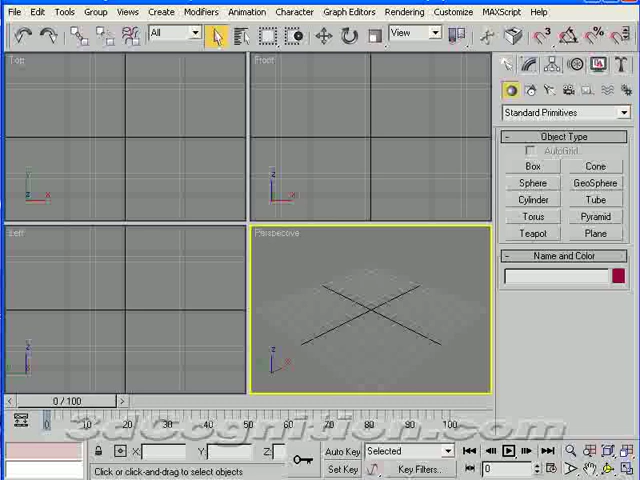 File Edit Tools Group Views Create Modifiers Animation Character Graph Editors Rendering Customize MAXScript Help
All
View
3
%
Top
Front
Standard Primitives
- Object Type
AutoGrid
Box Cone
Sphere GeoSphere
Cylinder Tube
Torus Pyramid
Teapot Plane
- Name and Color
Left
Perspective
z
x
< 0 / 100 >
0 10 20 30 40 50 60 70 80 90 100
3dCognition.com
X: Y: Z:
Auto Key Selected
Click or click-and-drag to select objects
Set Key Key Filters...
0